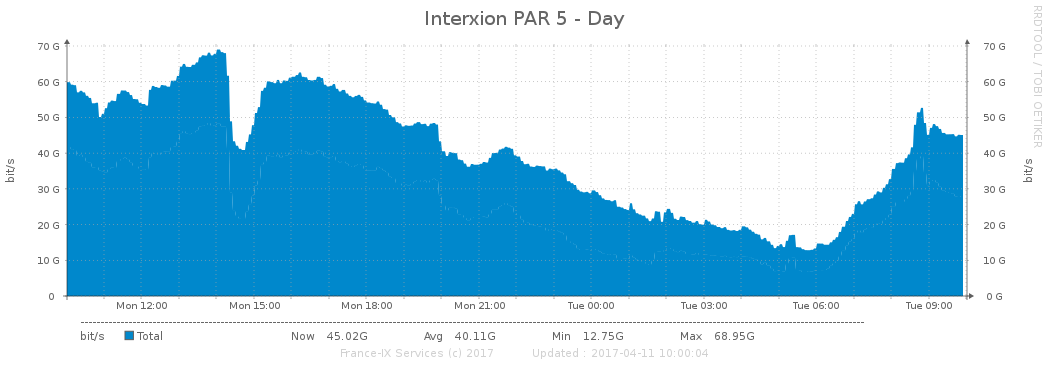 Interxion PAR 5 - Day
RRDTOOL / TOBI OETIKER
70 G 70 G
60 G 60 G
50 G 50 G
40 G 40 G
30 G 30 G
20 G 20 G
10 G 10 G
0 0 G
bit/s bit/s
Mon 12:00 Mon 15:00 Mon 18:00 Mon 21:00 Tue 00:00 Tue 03:00 Tue 06:00 Tue 09:00
bit/s Total Now 45.02G Avg 40.11G Min 12.75G Max 68.95G
France-IX Services (c) 2017 Updated : 2017-04-11 10:00:04